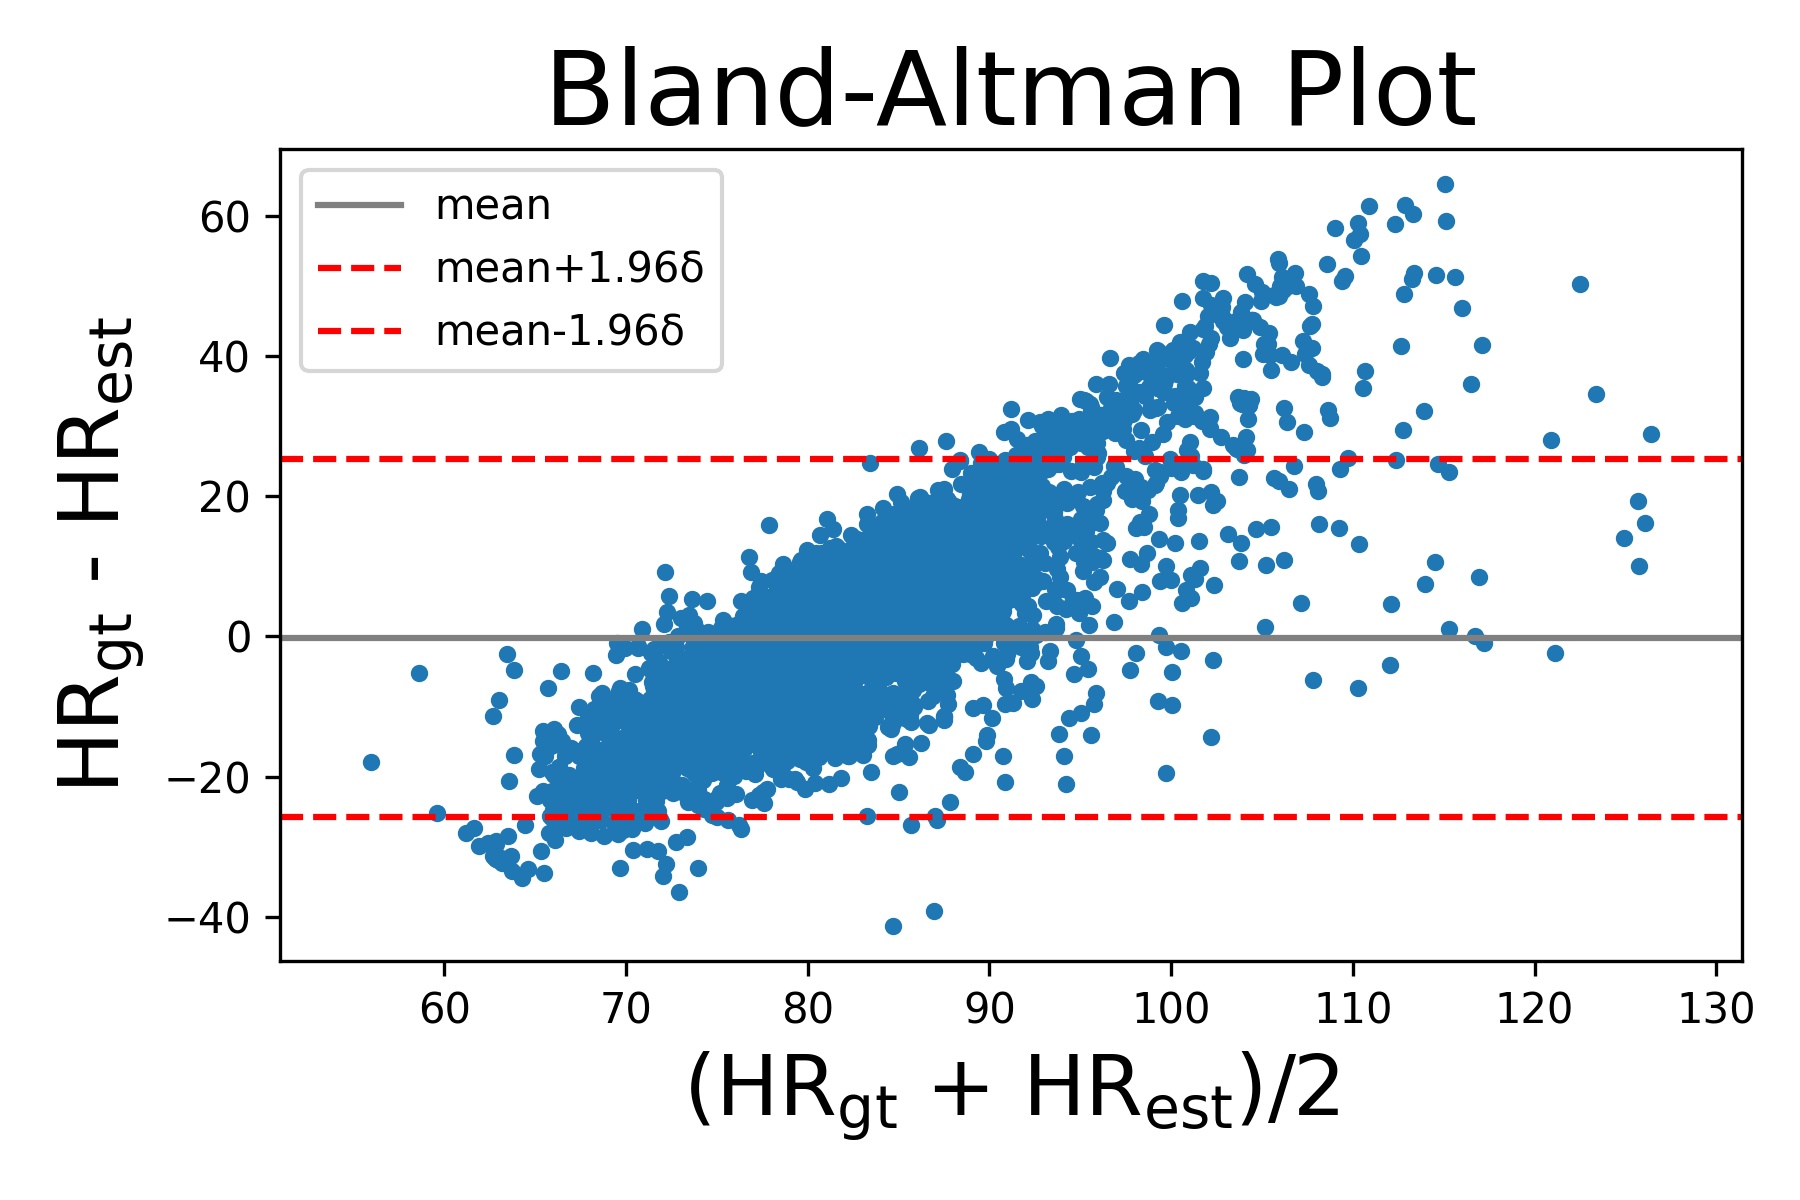 Bland-Altman Plot
mean
mean+1.96δ
mean-1.96δ
HRgt - HRest
60
40
20
0
−20
−40
60 70 80 90 100 110 120 130
(HRgt + HRest)/2